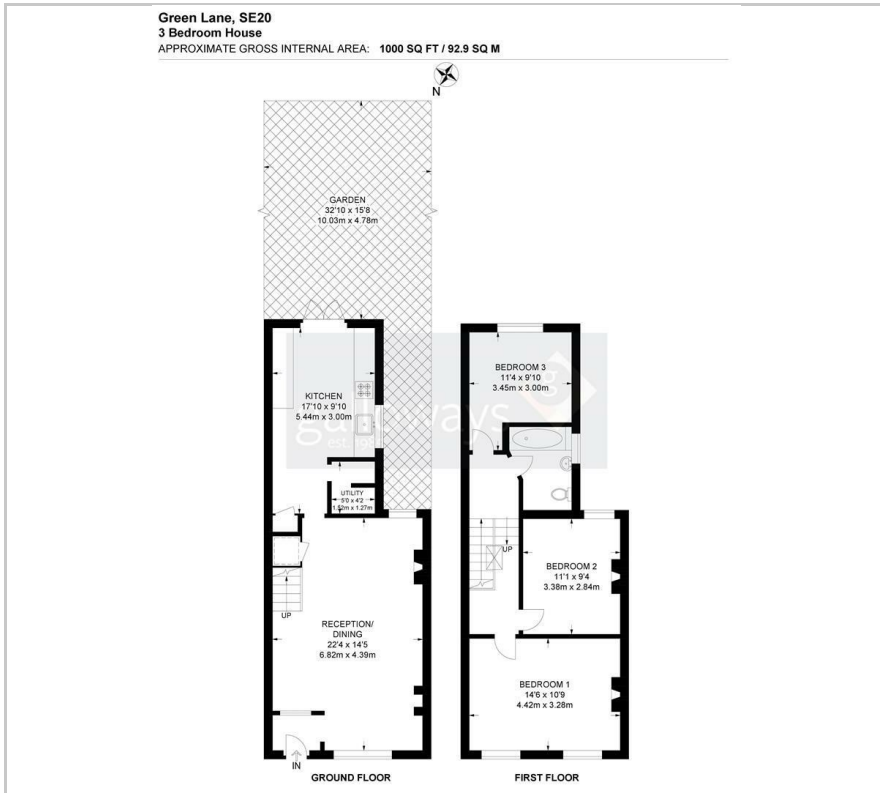 Green Lane, SE20
3 Bedroom House
APPROXIMATE GROSS INTERNAL AREA: 1000 SQ FT / 92.9 SQ M
N
GARDEN
32'10 x 15'8
10.03m x 4.78m
KITCHEN
17'10 x 9'10
5.44m x 3.00m
UTILITY
5'0 x 4'2
1.52m x 1.27m
UP
RECEPTION/
DINING
22'4 x 14'5
6.82m x 4.39m
IN
GROUND FLOOR
BEDROOM 3
11'4 x 9'10
3.45m x 3.00m
UP
BEDROOM 2
11'1 x 9'4
3.38m x 2.84m
BEDROOM 1
14'6 x 10'9
4.42m x 3.28m
FIRST FLOOR
g